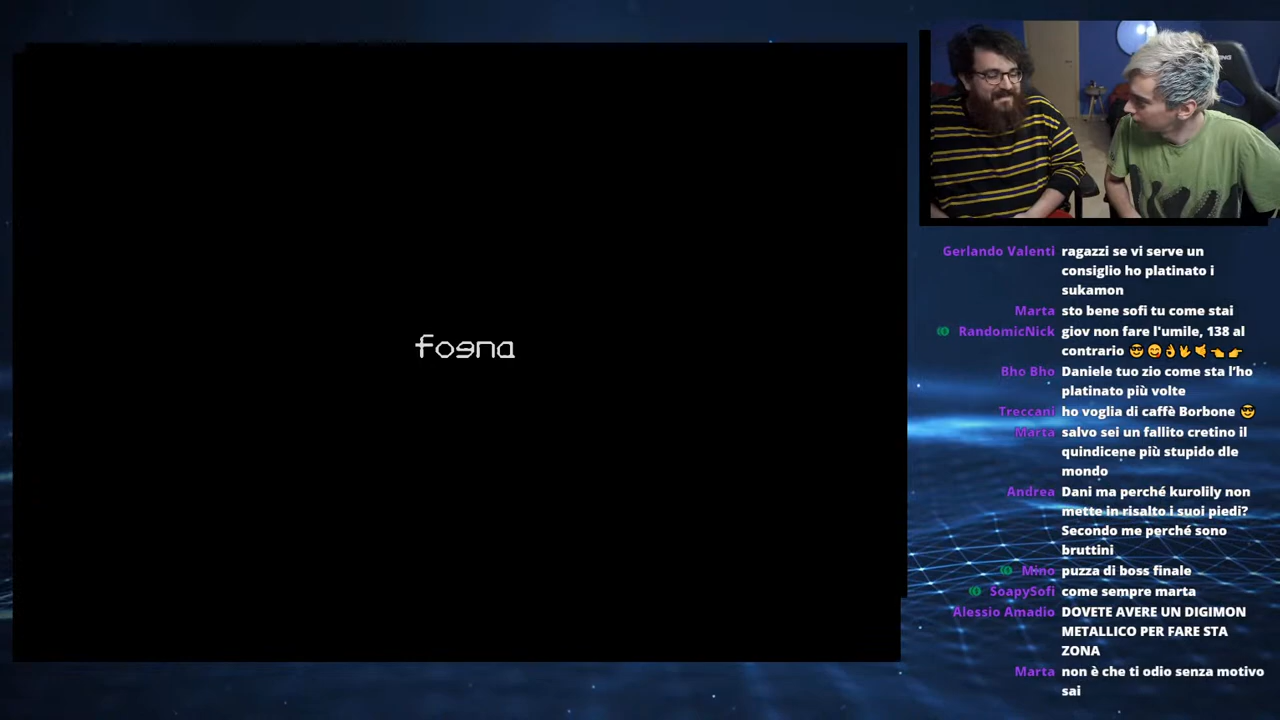 fogna
Gerlando Valenti ragazzi se vi serve un
consiglio ho platinato i
sukamon
Marta sto bene sofi tu come stai
RandomicNick giov non fare l'umile, 138 al
contrario 😎😋👌🖖🤙👈👉
Bho Bho Daniele tuo zio come sta l'ho
platinato più volte
Treccani ho voglia di caffè Borbone 😎
Marta salvo sei un fallito cretino il
quindicene più stupido dle
mondo
Andrea Dani ma perché kurolily non
mette in risalto i suoi piedi?
Secondo me perché sono
bruttini
Mino puzza di boss finale
SoapySofi come sempre marta
Alessio Amadio DOVETE AVERE UN DIGIMON
METALLICO PER FARE STA
ZONA
Marta non è che ti odio senza motivo
sai